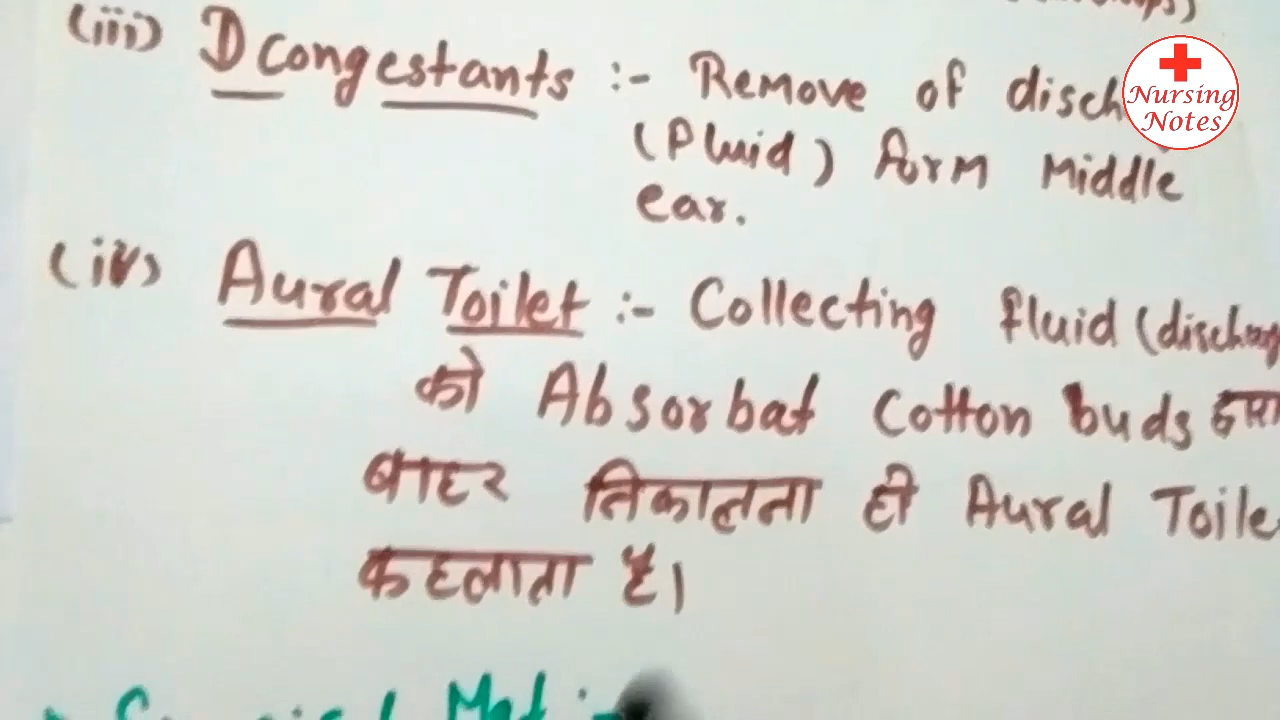 (iii) Dcongestants :- Remove of disch
(Fluid) Form Middle
ear.
(iv) Aural Toilet :- Collecting fluid (discharg
को Absorbat Cotton buds द्वारा
बाहर निकालना ही Aural Toile
कहलाता है।
Nursing
Notes